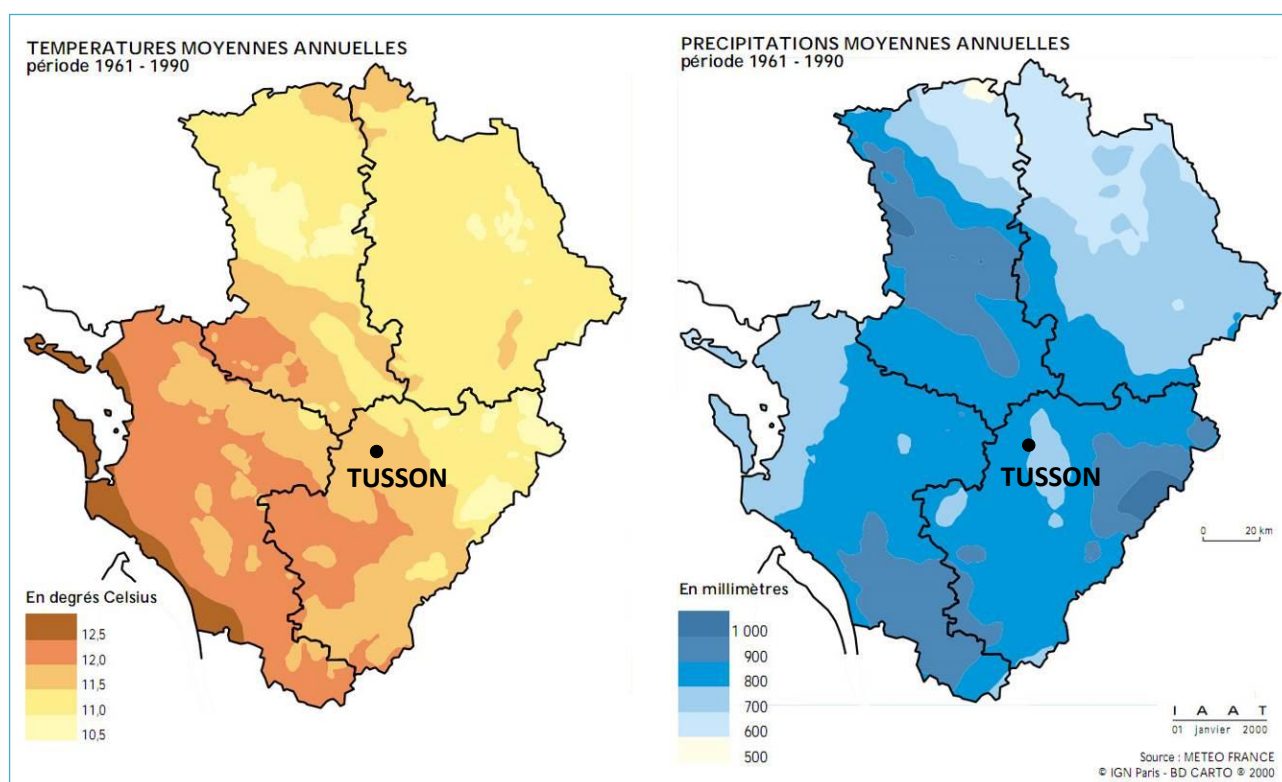 TEMPERATURES MOYENNES ANNUELLES
période 1961 - 1990
TUSSON
En degrés Celsius
12,5
12,0
11,5
11,0
10,5
PRECIPITATIONS MOYENNES ANNUELLES
période 1961 - 1990
TUSSON
0 20 km
En millimètres
1 000
900
800
700
600
500
I A A T
01 janvier 2000
Source : METEO FRANCE
© IGN Paris - BD CARTO ® 2000